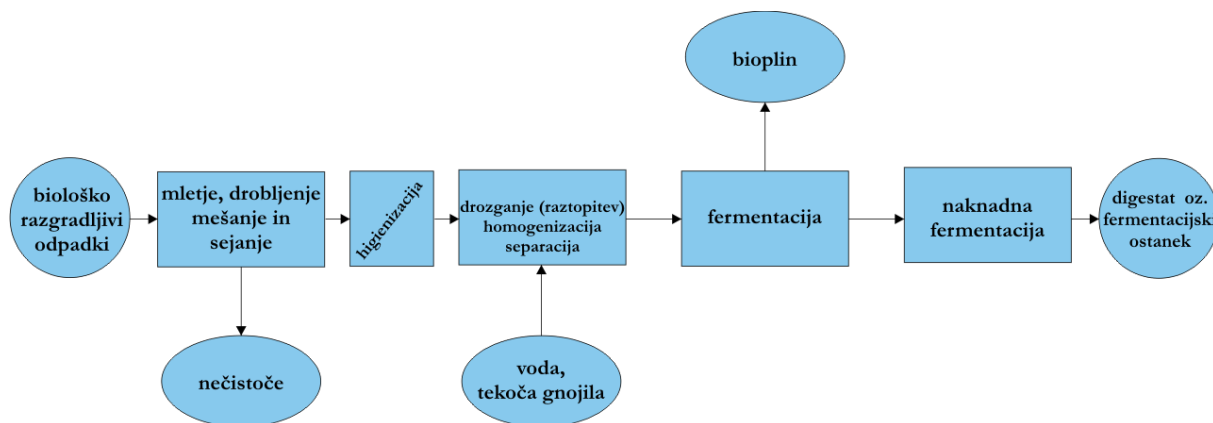 bioplin
biološko
razgradljivi
odpadki
mletje, drobljenje
mešanje in
sejanje
higienizacija
drozganje (raztopitev)
homogenizacija
separacija
fermentacija
naknadna
fermentacija
digestat oz.
fermentacijski
ostanek
nečistoče
voda,
tekoča gnojila